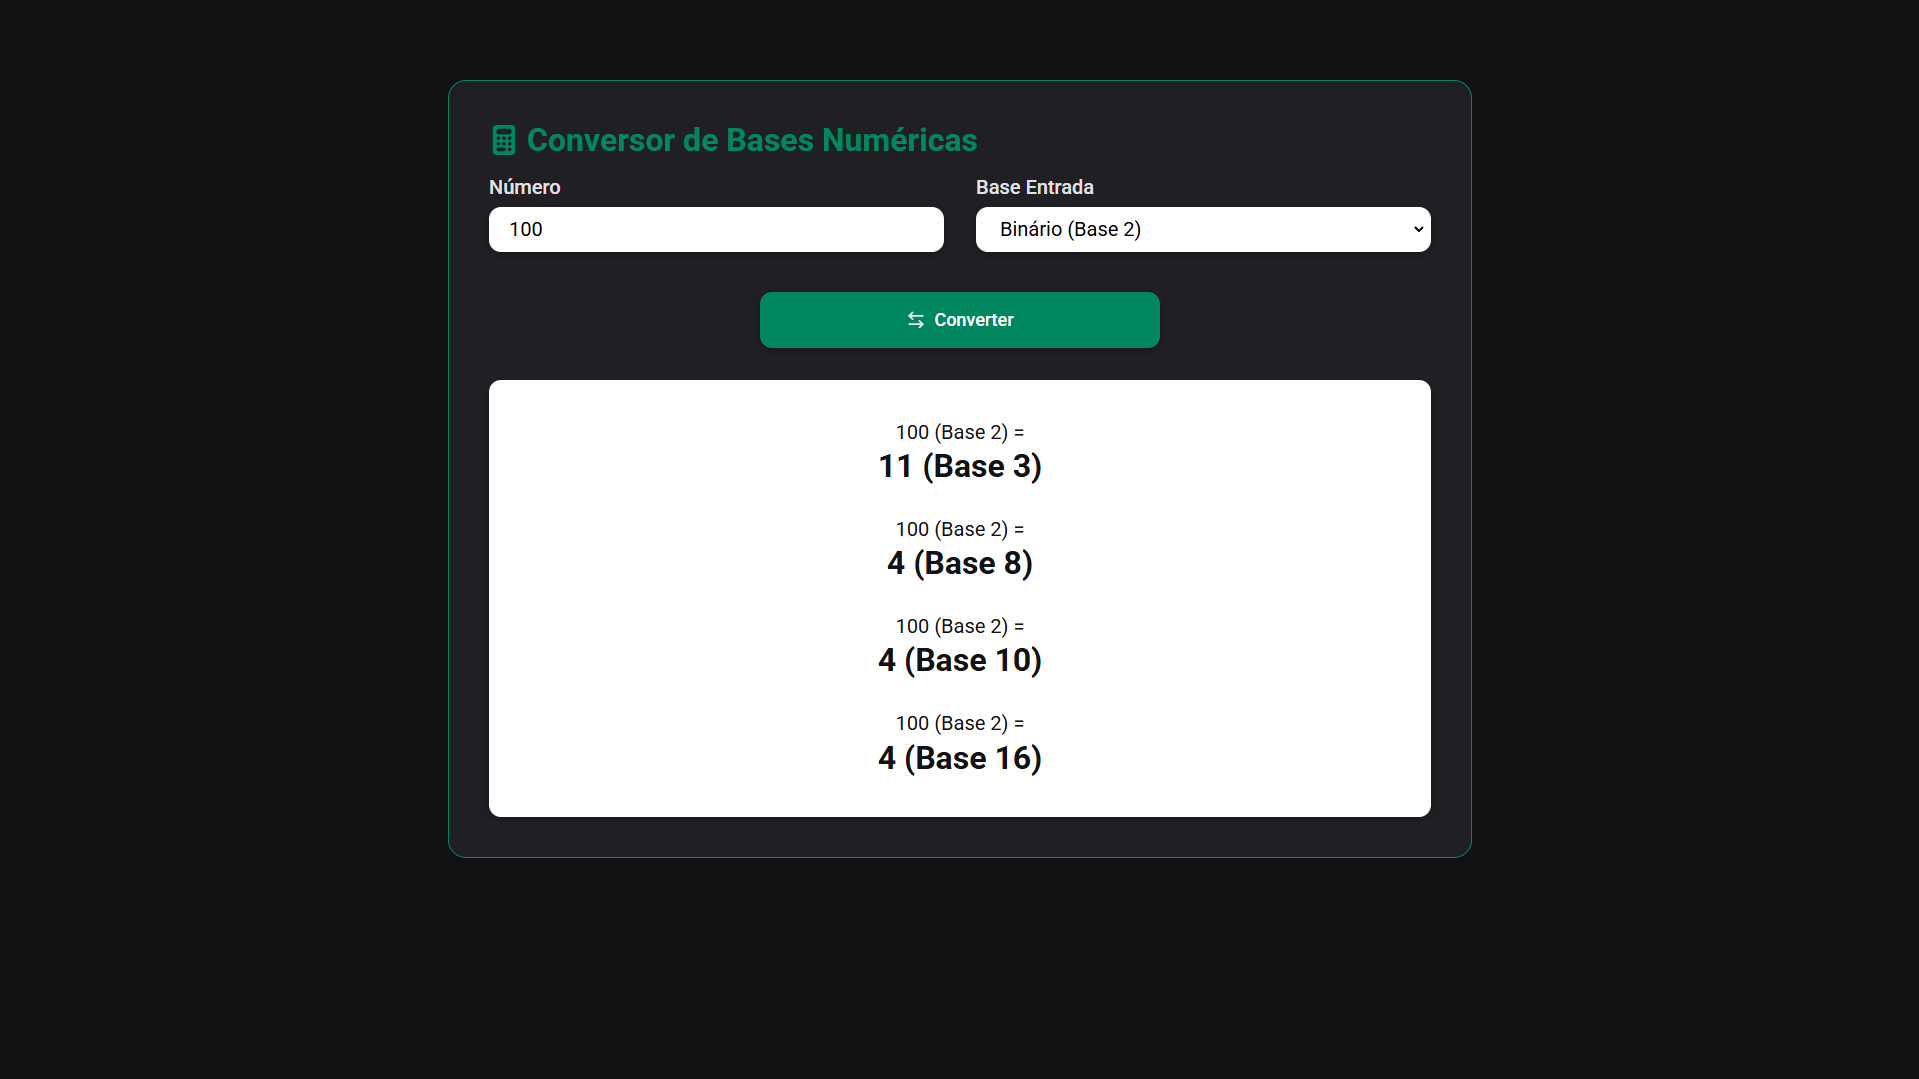 Conversor de Bases Numéricas
Número
Base Entrada
100
Binário (Base 2)
Converter
100 (Base 2) =
11 (Base 3)
100 (Base 2) =
4 (Base 8)
100 (Base 2) =
4 (Base 10)
100 (Base 2) =
4 (Base 16)